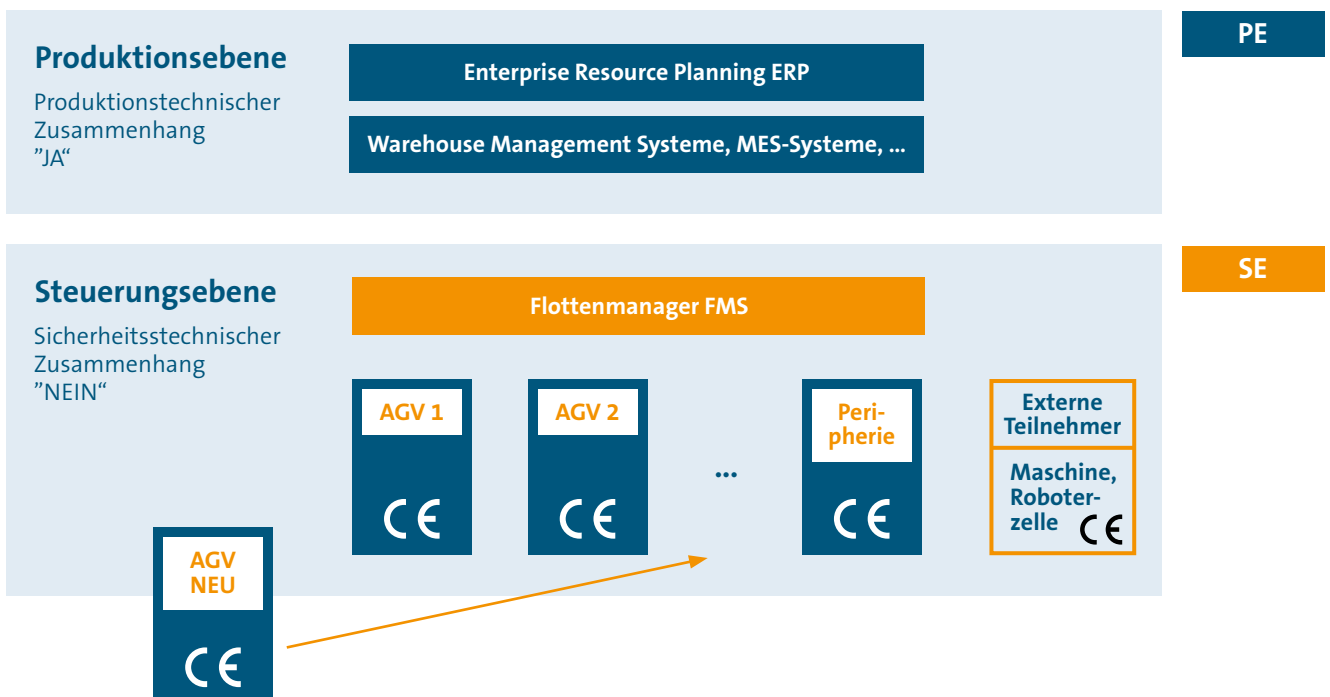 Produktionsebene
Produktionstechnischer
Zusammenhang
"JA“
Enterprise Resource Planning ERP
Warehouse Management Systeme, MES-Systeme, ...
PE
Steuerungsebene
Sicherheitsstechnischer
Zusammenhang
"NEIN“
Flottenmanager FMS
SE
AGV 1
CE
AGV 2
CE
...
Peri-
pherie
CE
Externe
Teilnehmer
Maschine,
Roboter-
zelle CE
AGV
NEU
CE